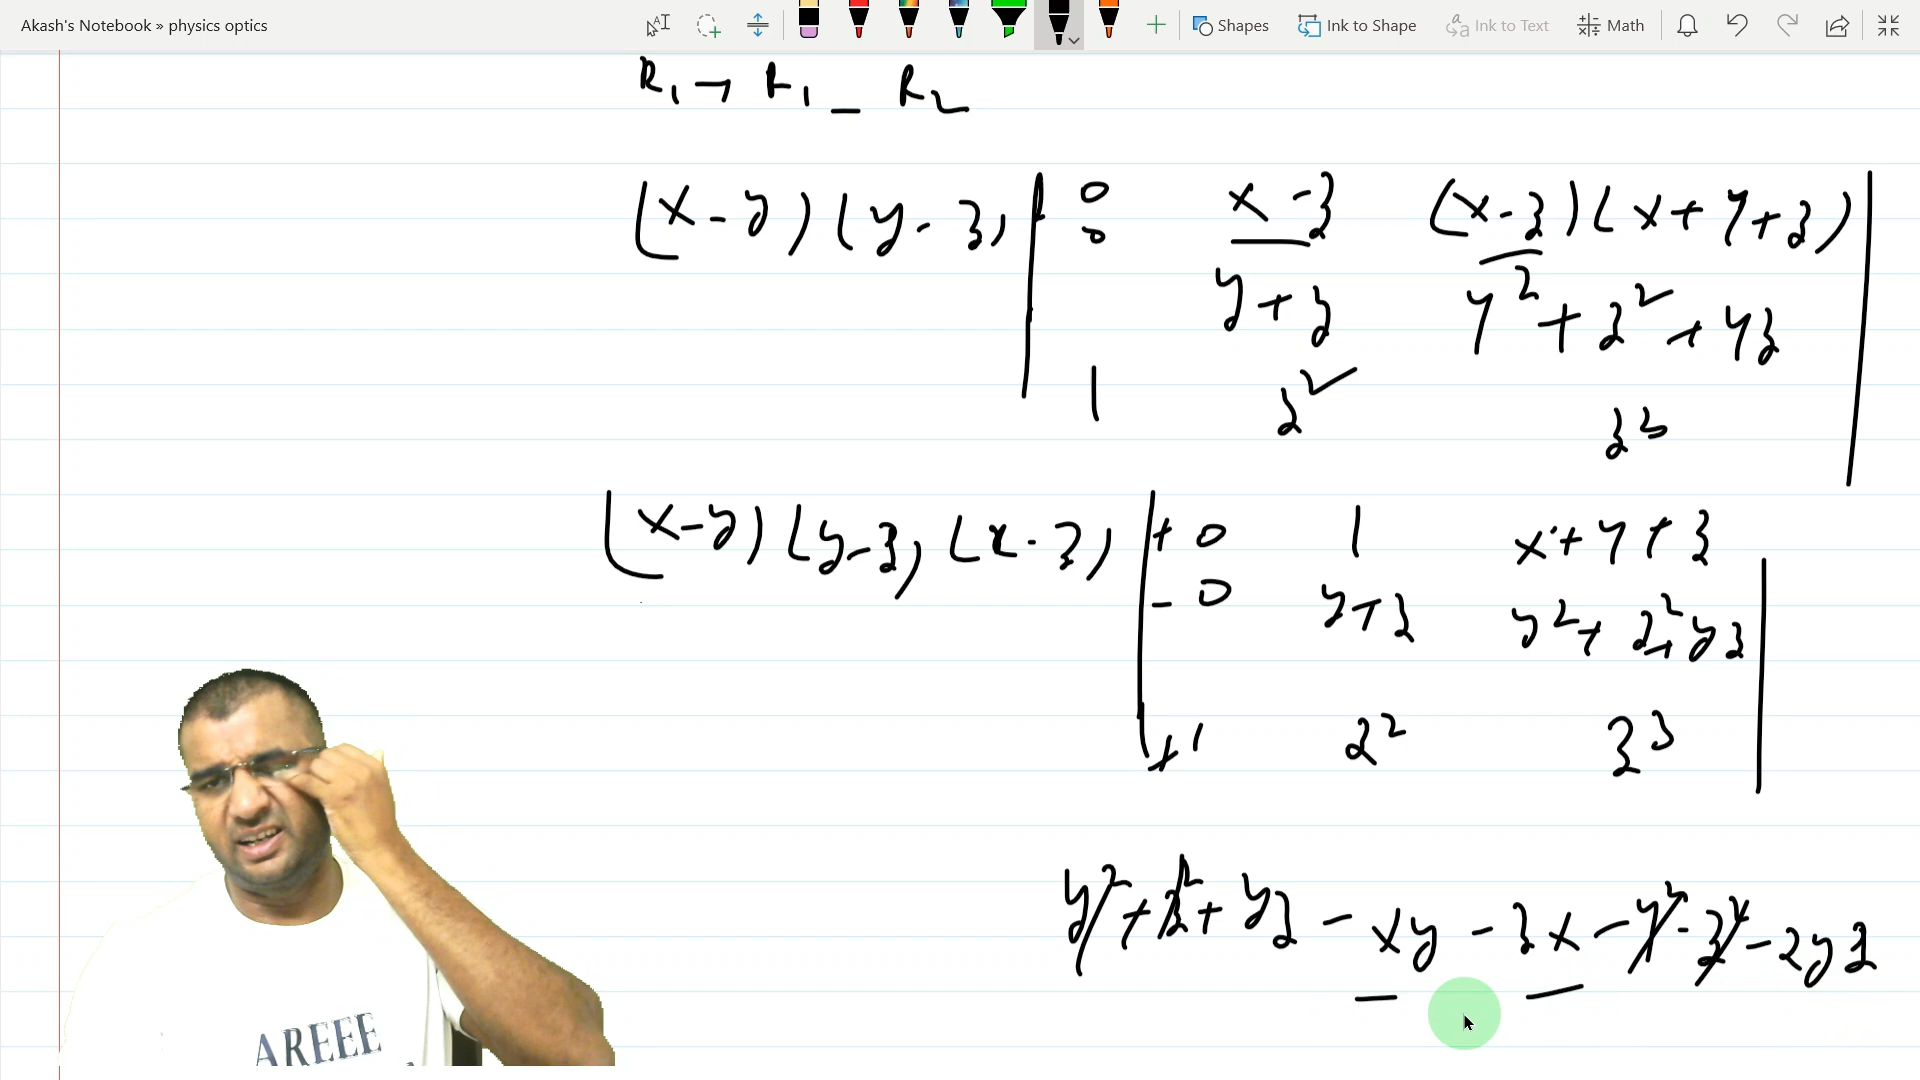 Akash's Notebook » physics optics
Shapes
Ink to Shape
Ink to Text
Math
R₁ → R₁ - R₂
(x-y)(y-z) | 0 x-z (x-z)(x+y+z) |
0 y+z y²+z²+yz
1 z² z³
(x-y)(y-z)(x-z) | + 0 1 x+y+z |
- 0 y+z y²+z²+yz
+1 z² z³
y²+z²+yz - xy - zx - y² - z² - 2yz
AREEE